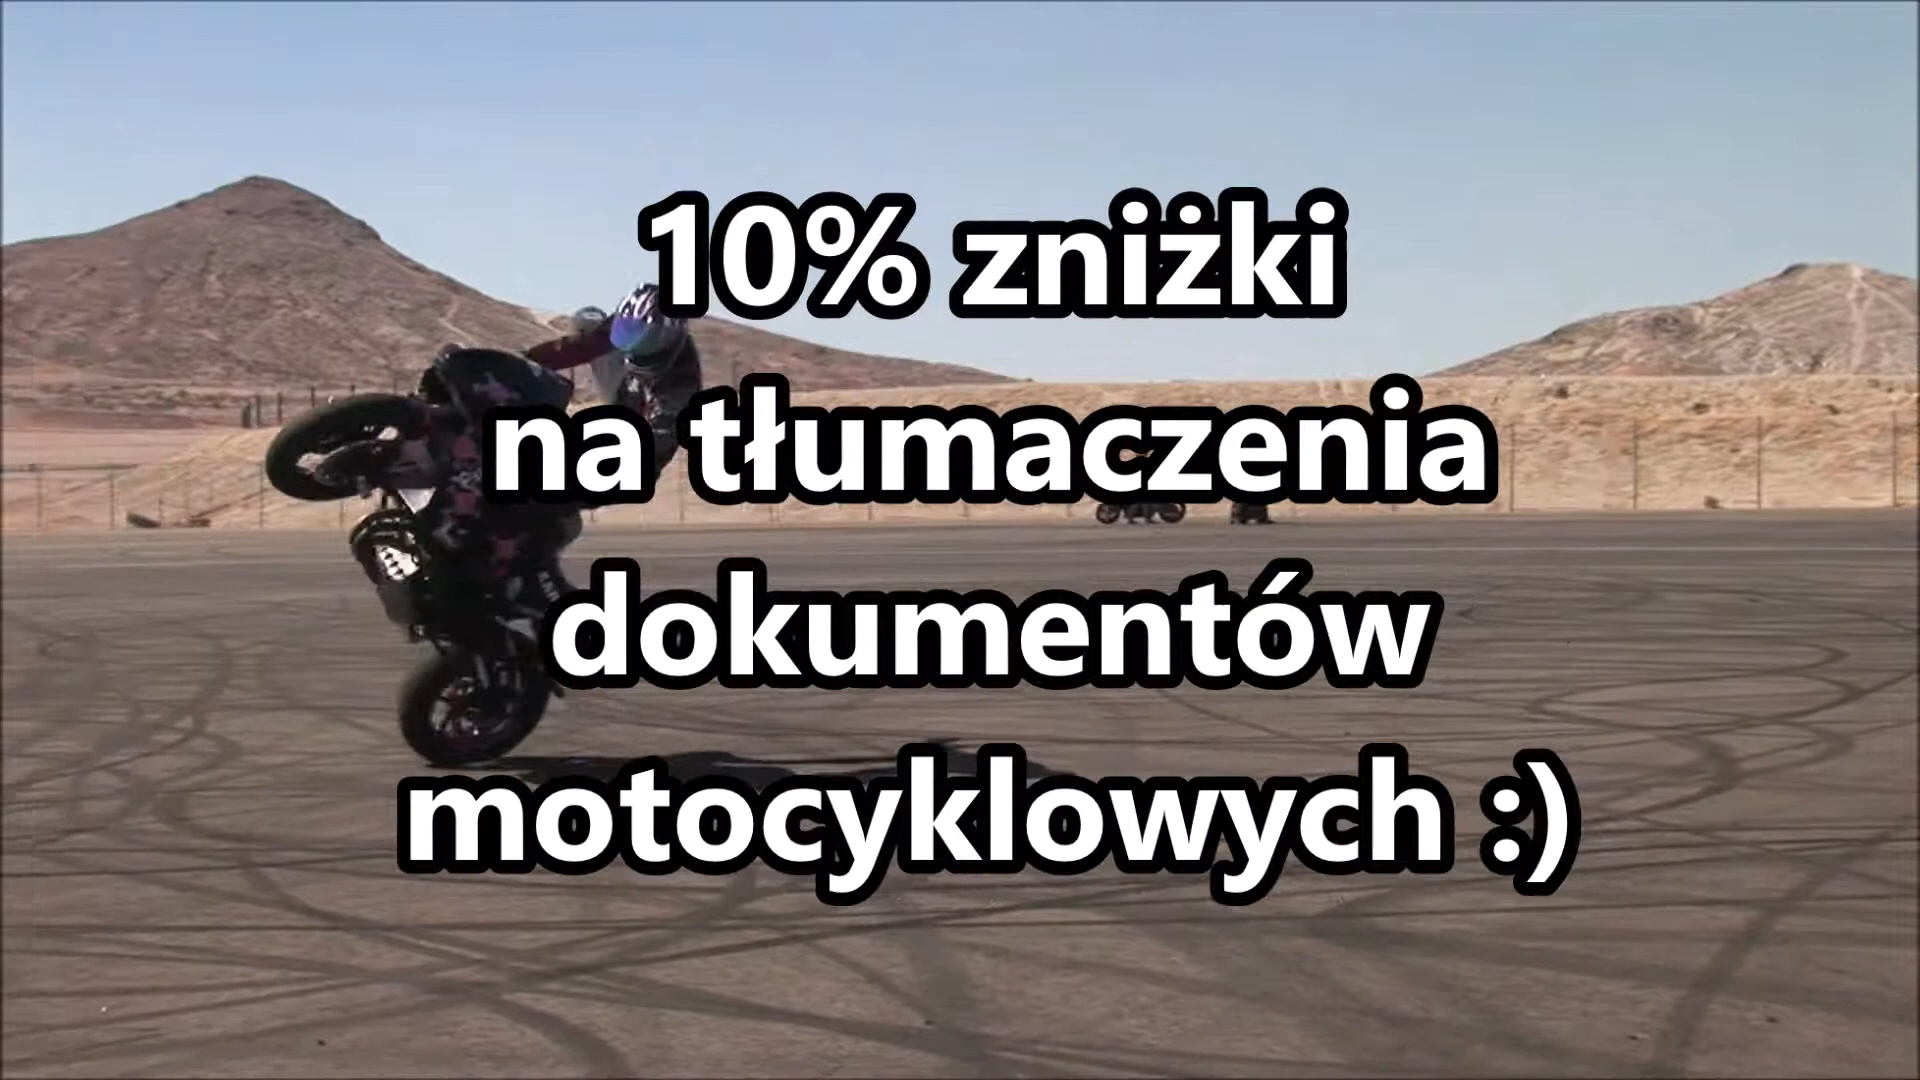 10% zniżki
na tłumaczenia
dokumentów
motocyklowych :)